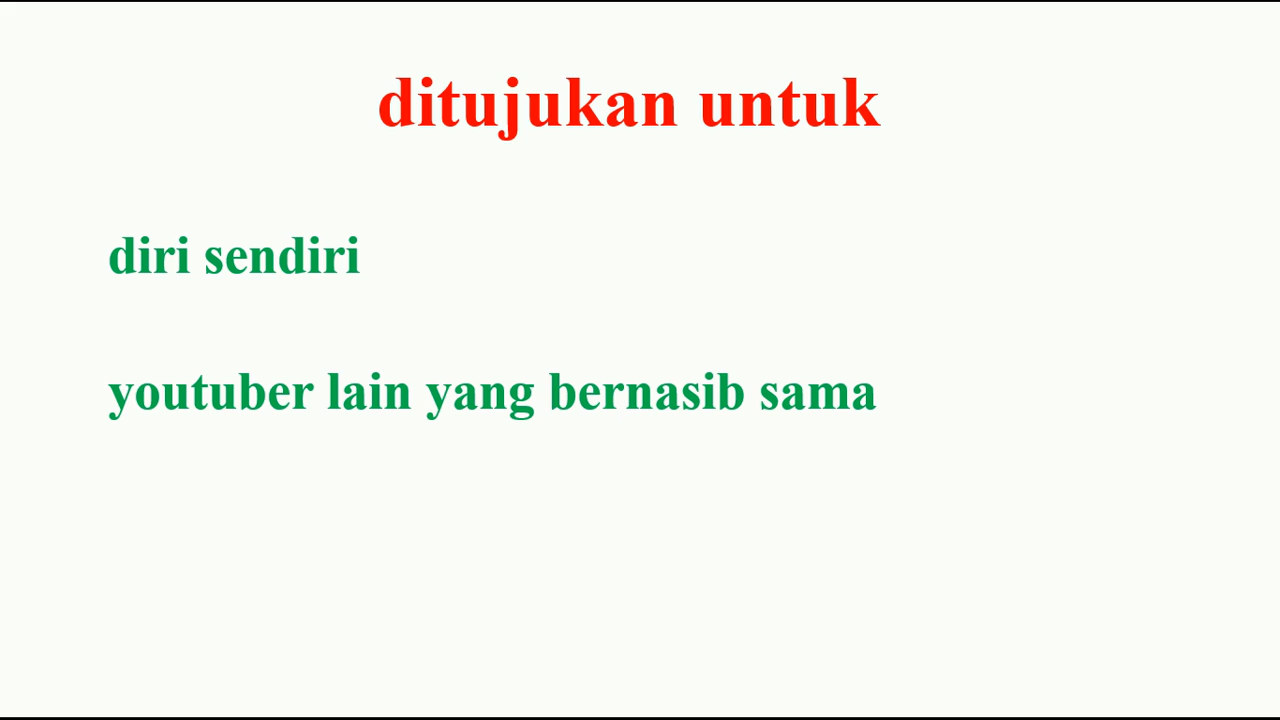 ditujukan untuk
diri sendiri
youtuber lain yang bernasib sama